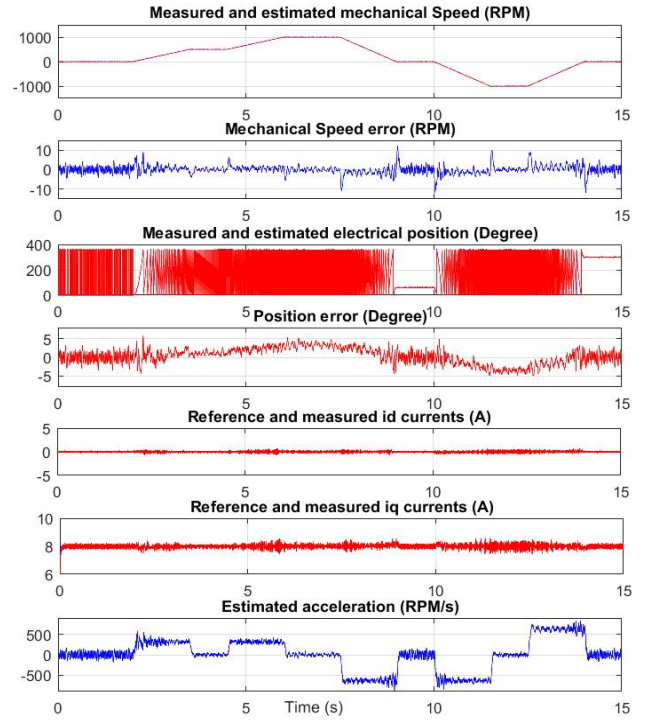 Measured and estimated mechanical Speed (RPM)
1000
0
-1000
0 5 10 15
Mechanical Speed error (RPM)
10
0
-10
0 5 10 15
Measured and estimated electrical position (Degree)
400
200
0
0 5 10 15
Position error (Degree)
5
0
-5
0 5 10 15
Reference and measured id currents (A)
5
0
-5
0 5 10 15
Reference and measured iq currents (A)
10
8
6
0 5 10 15
Estimated acceleration (RPM/s)
500
0
-500
0 5 Time (s) 10 15